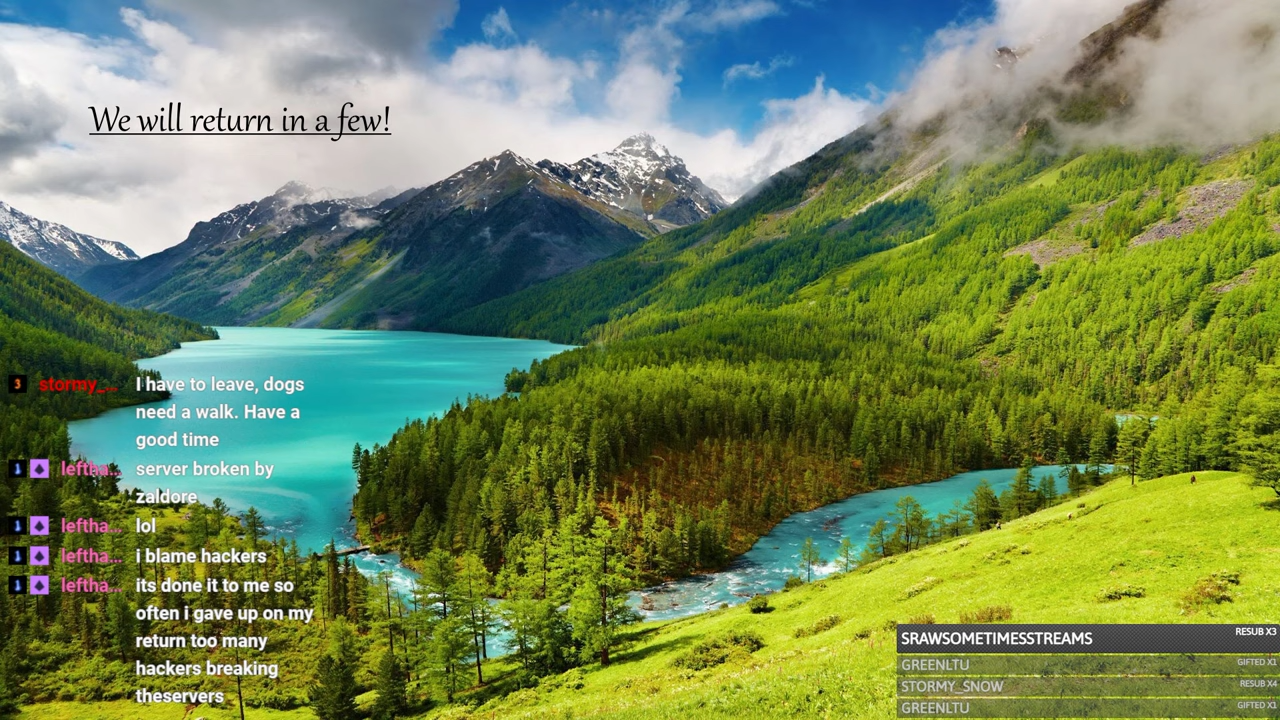 We will return in a few!
3 stormy_... I have to leave, dogs
need a walk. Have a
good time
leftha... server broken by
zaldore
leftha... lol
leftha... i blame hackers
leftha... its done it to me so
often i gave up on my
return too many
hackers breaking
theservers
SRAWSOMETIMESSTREAMS RESUB X3
GREENLTU GIFTED X1
STORMY_SNOW RESUB X4
GREENLTU GIFTED X1